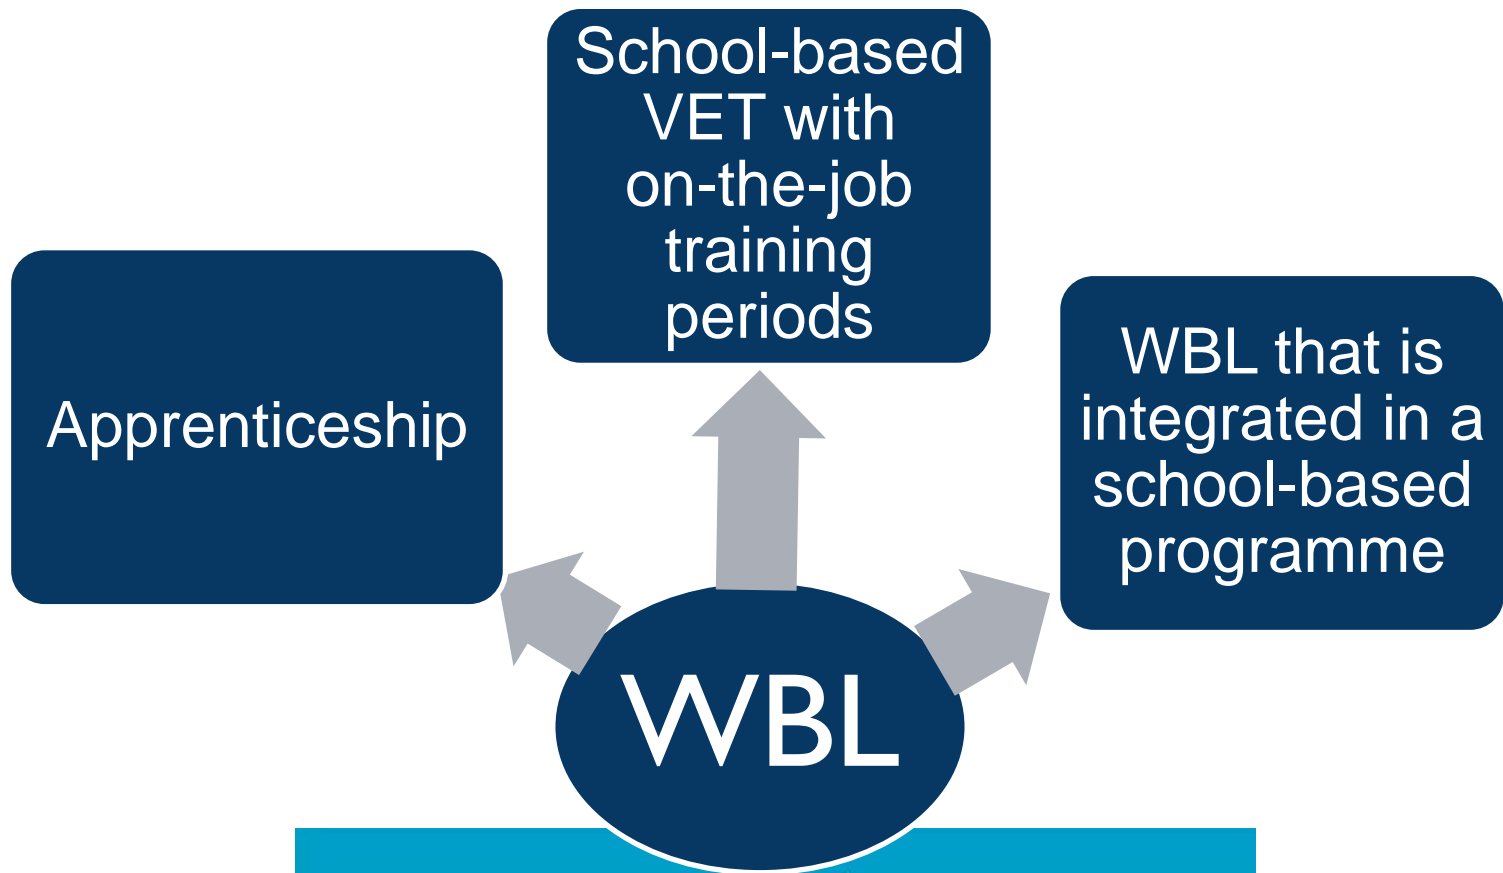 School-based
VET with
on-the-job
training
periods
Apprenticeship
WBL that is
integrated in a
school-based
programme
WBL